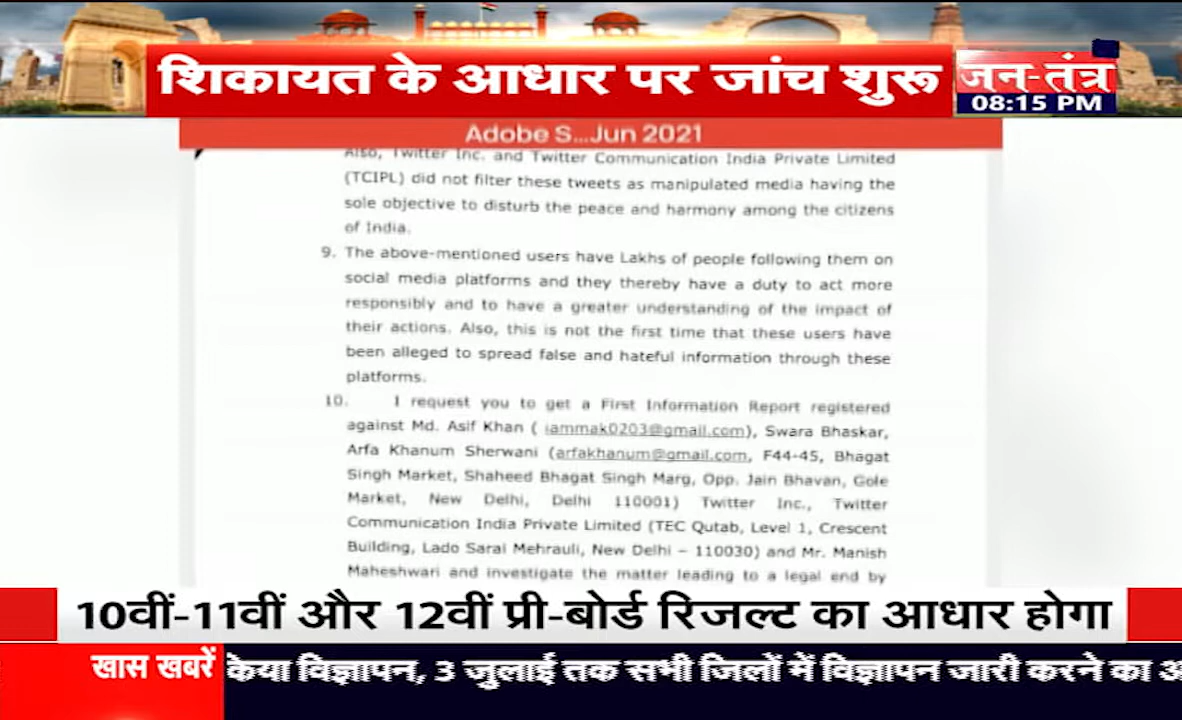 शिकायत के आधार पर जांच शुरू
जन-तंत्र
08:15 PM
Adobe S...Jun 2021
Also, Twitter Inc. and Twitter Communication India Private Limited
(TCIPL) did not filter these tweets as manipulated media having the
sole objective to disturb the peace and harmony among the citizens
of India.
9. The above-mentioned users have Lakhs of people following them on
social media platforms and they thereby have a duty to act more
responsibly and to have a greater understanding of the impact of
their actions. Also, this is not the first time that these users have
been alleged to spread false and hateful information through these
platforms.
10. I request you to get a First Information Report registered
against Md. Asif Khan ( iammak0203@gmail.com), Swara Bhaskar,
Arfa Khanum Sherwani (arfakhanum@gmail.com, F44-45, Bhagat
Singh Market, Shaheed Bhagat Singh Marg, Opp. Jain Bhavan, Gole
Market, New Delhi, Delhi 110001) Twitter Inc., Twitter
Communication India Private Limited (TEC Qutab, Level 1, Crescent
Building, Lado Sarai Mehrauli, New Delhi – 110030) and Mr. Manish
Maheshwari and investigate the matter leading to a legal end by
10वीं-11वीं और 12वीं प्री-बोर्ड रिजल्ट का आधार होगा
खास खबरें
केया विज्ञापन, 3 जुलाई तक सभी जिलों में विज्ञापन जारी करने का